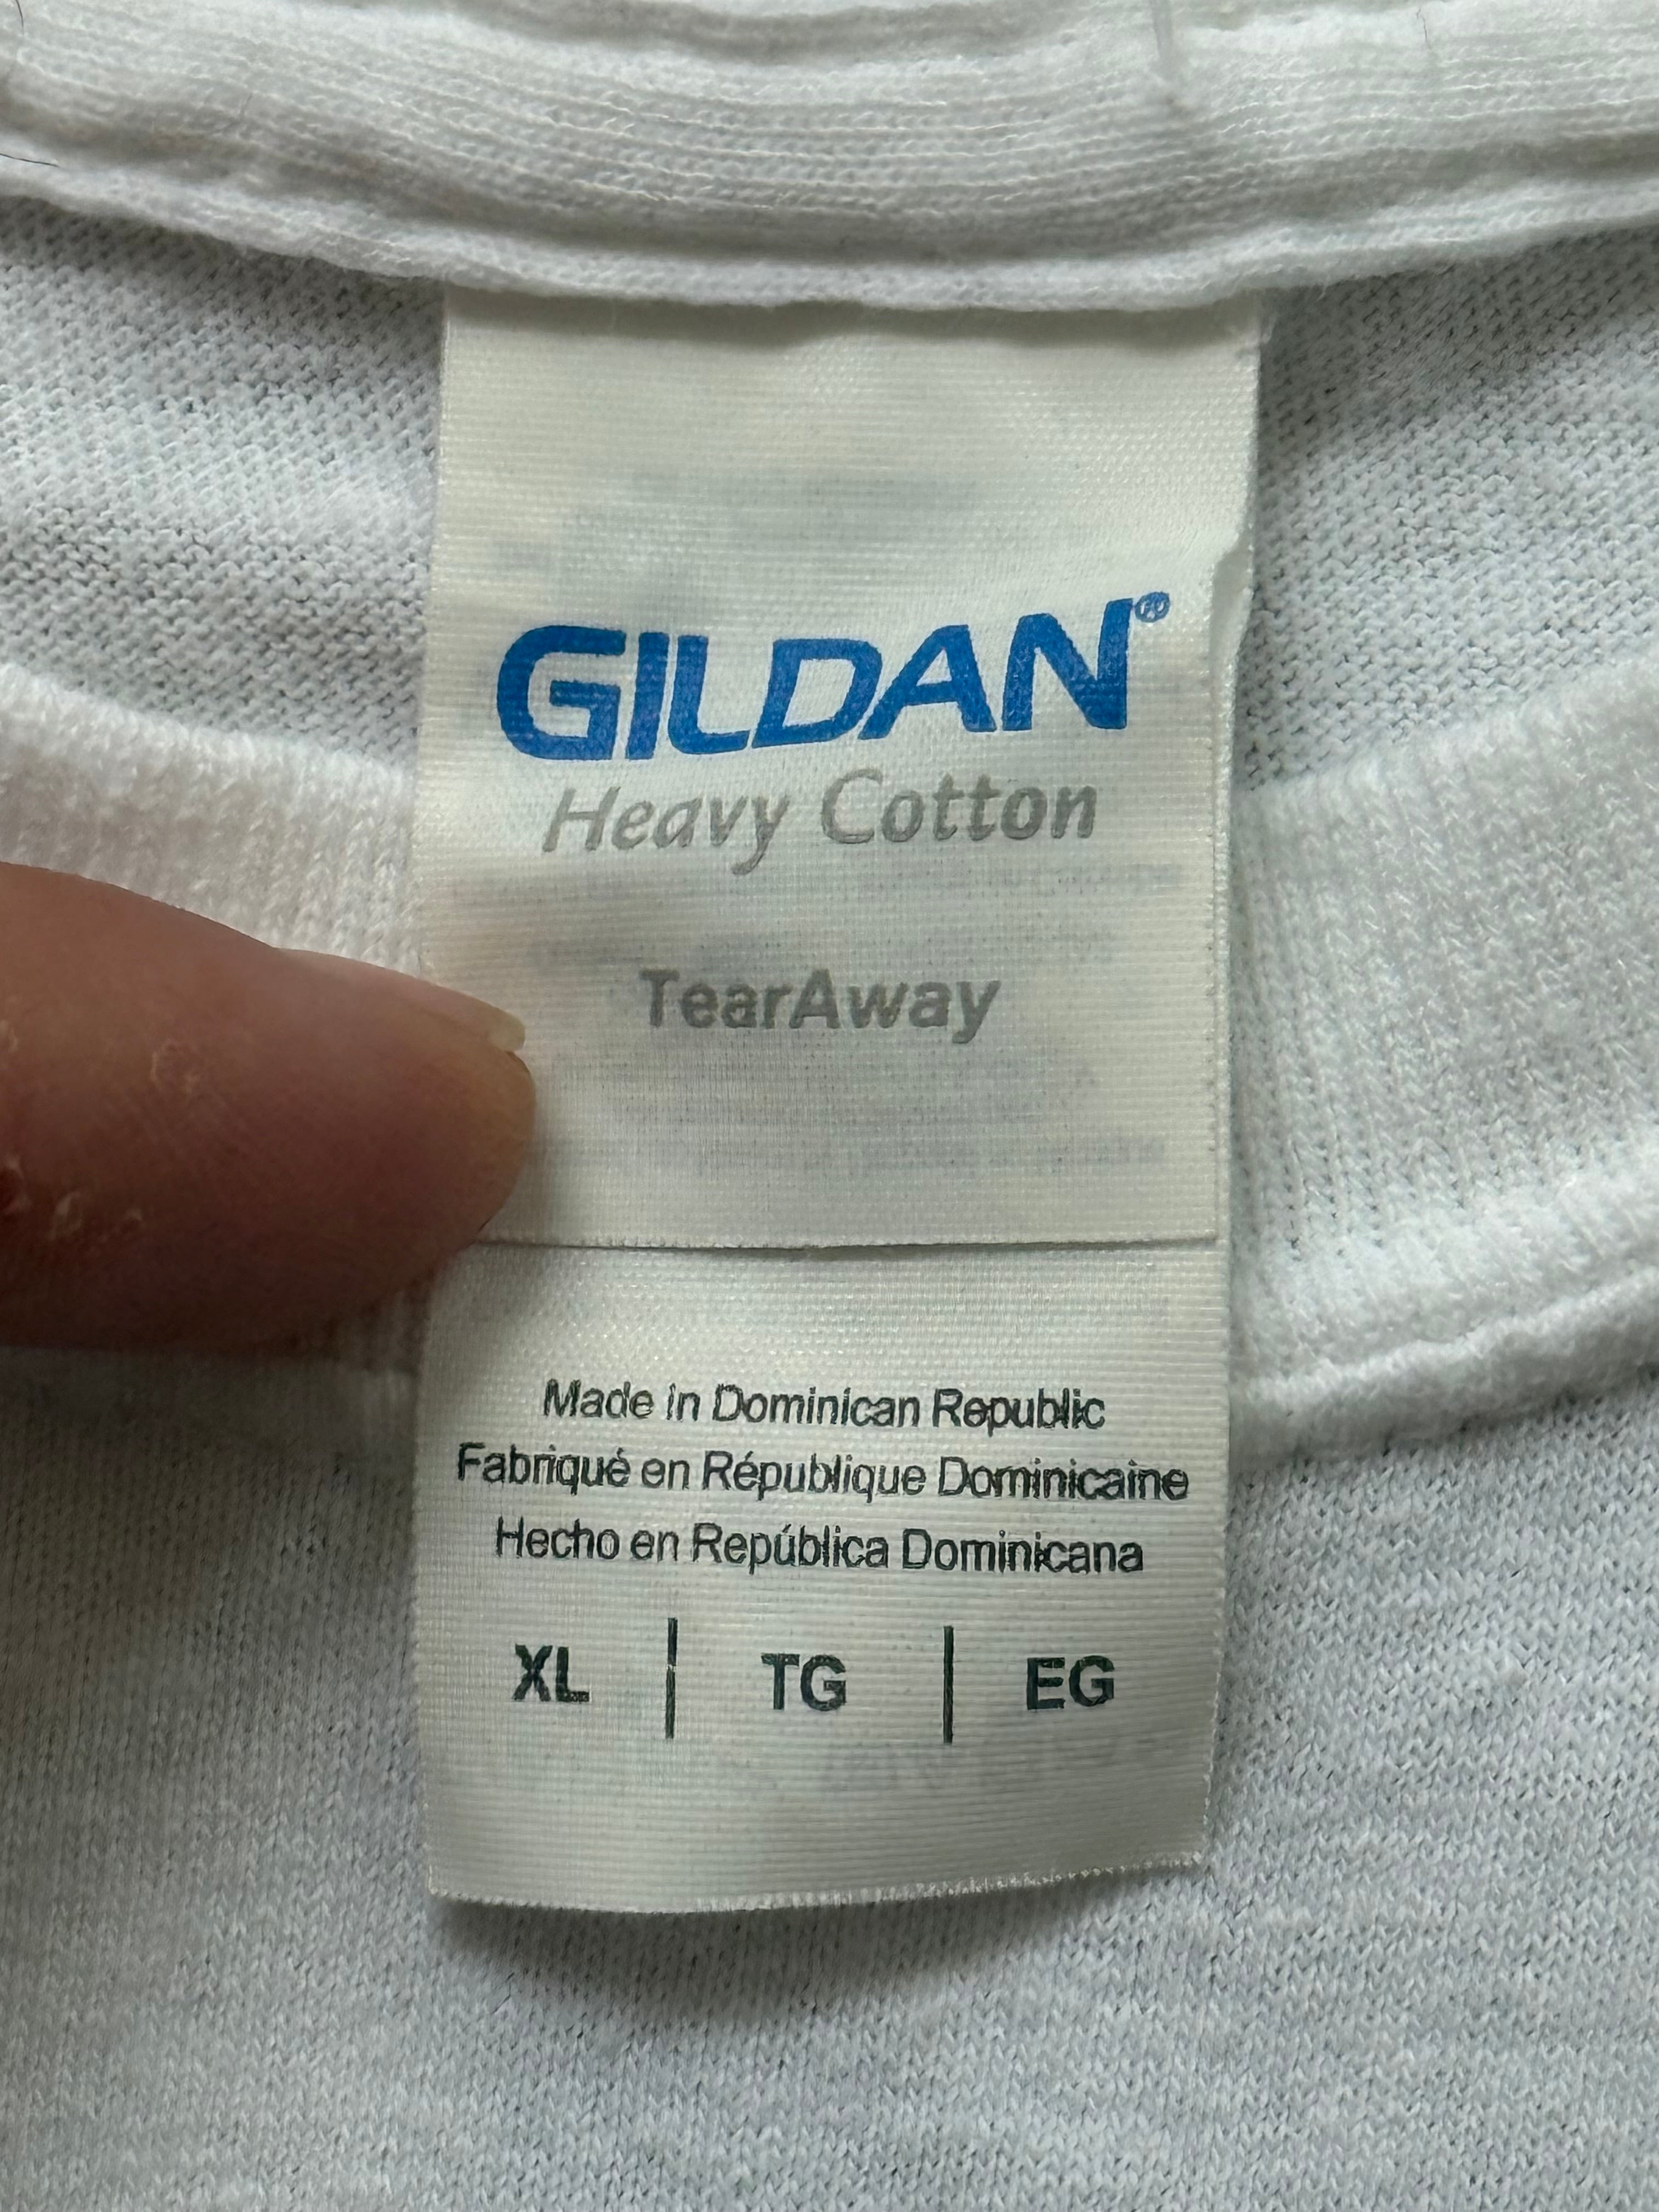 GILDAN®
Heavy Cotton
TearAway
Made in Dominican Republic
Fabriqué en République Dominicaine
Hecho en República Dominicana
XL | TG | EG